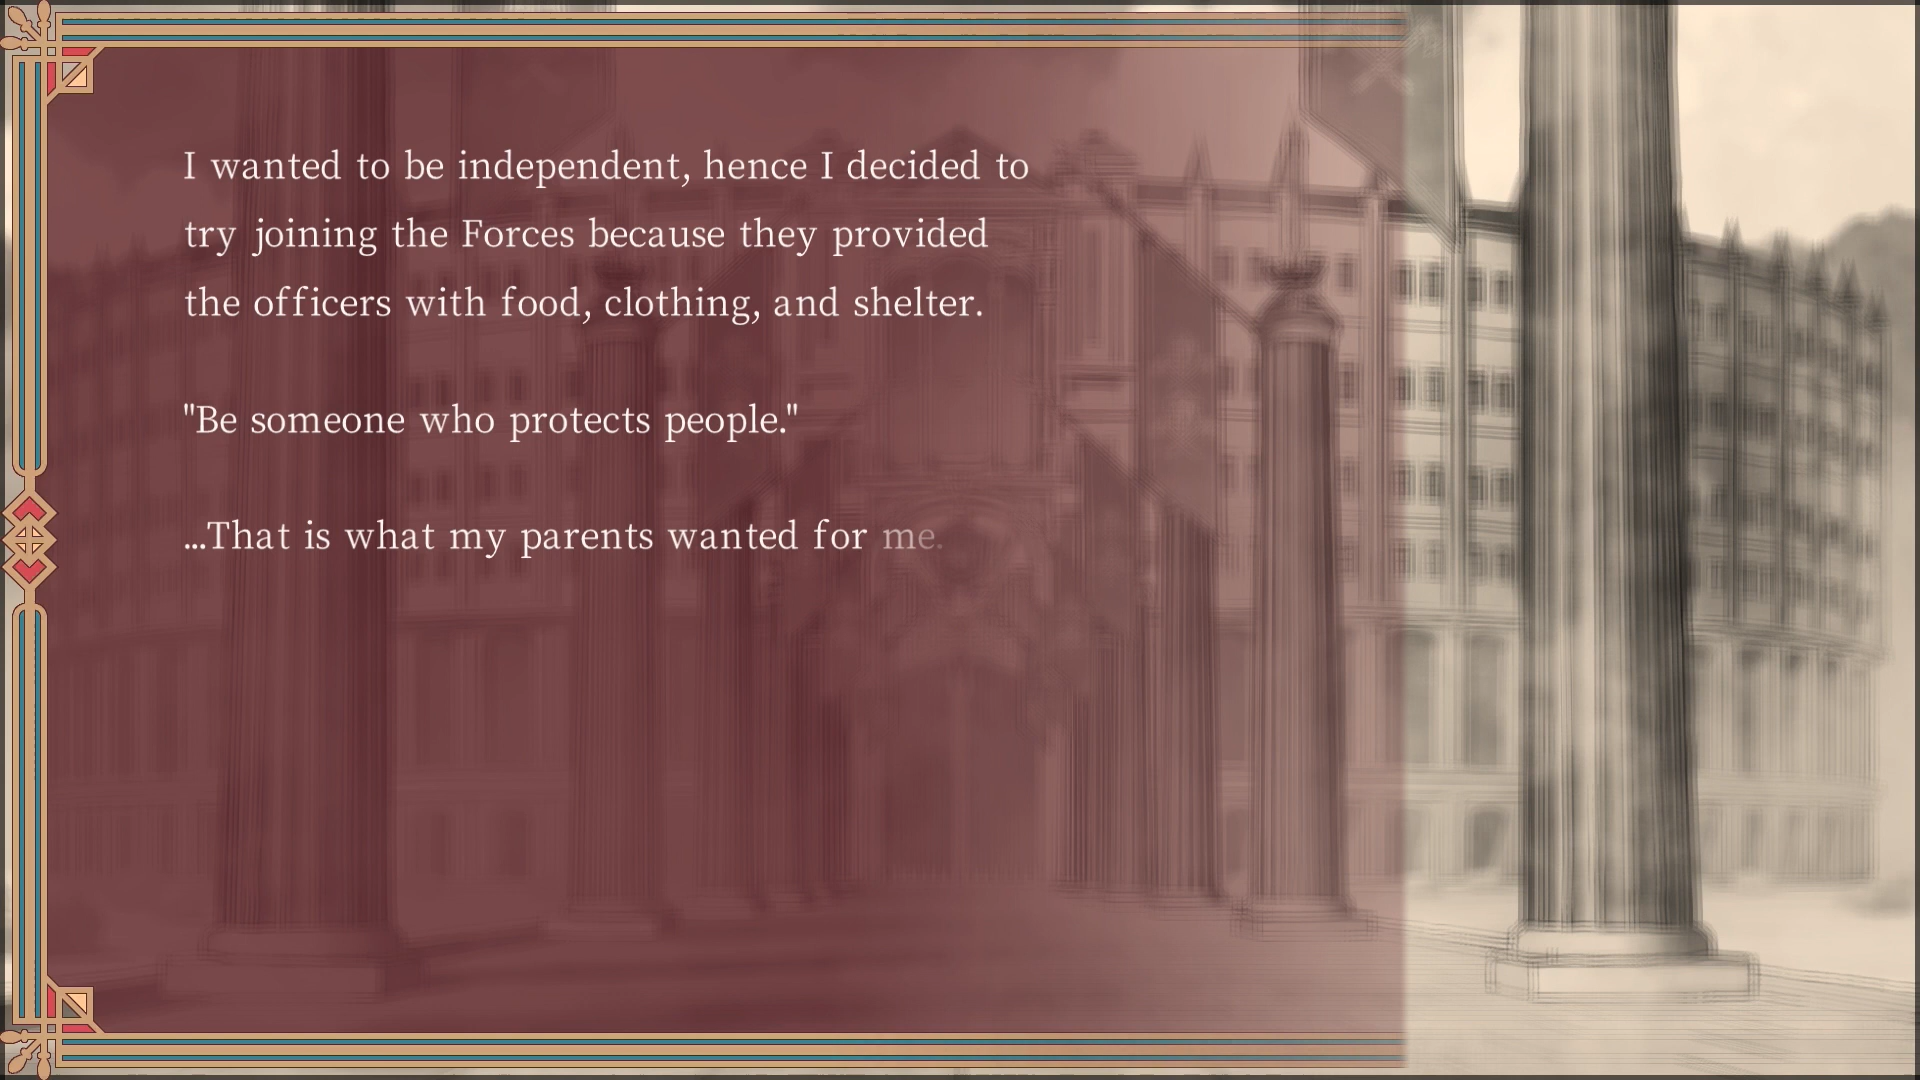 I wanted to be independent, hence I decided to
try joining the Forces because they provided
the officers with food, clothing, and shelter.
"Be someone who protects people."
...That is what my parents wanted for me.